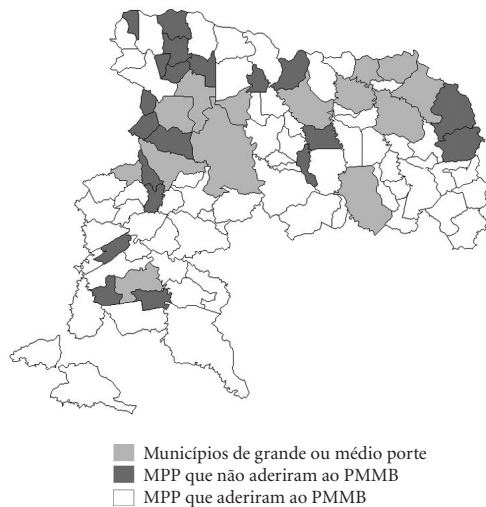 Municípios de grande ou médio porte
MPP que não aderiram ao PMMB
MPP que aderiram ao PMMB